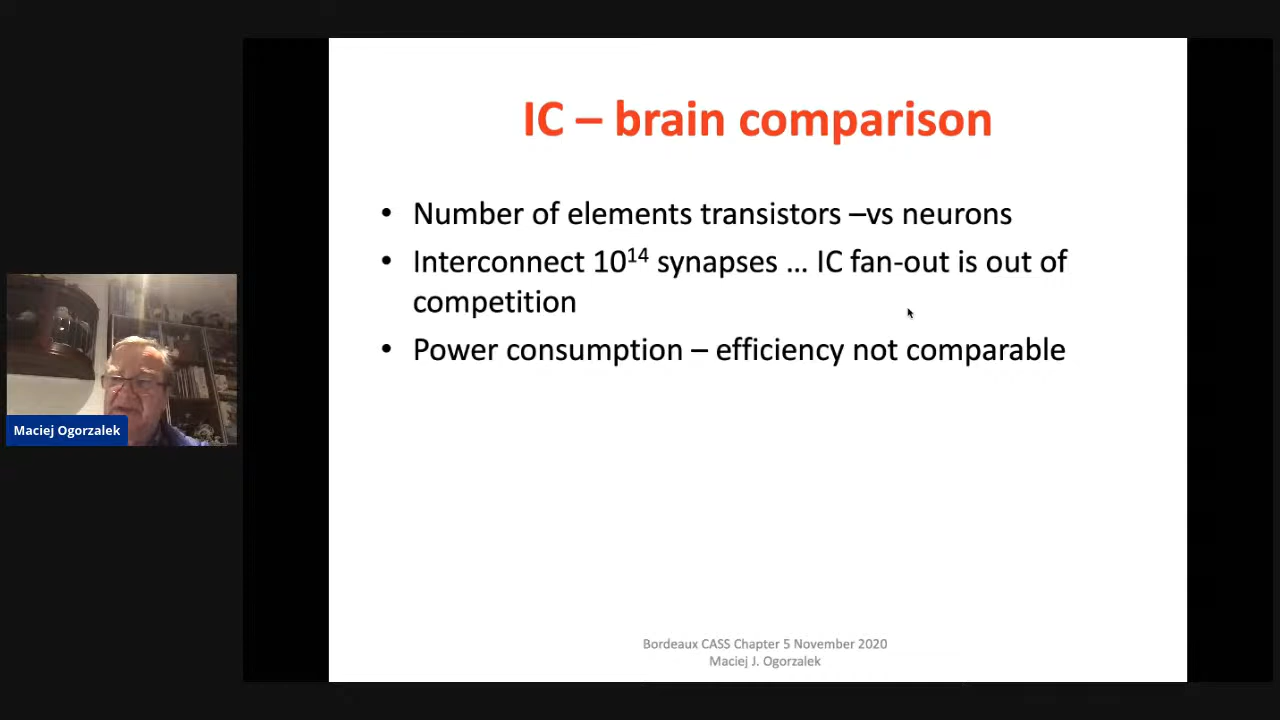 IC – brain comparison
• Number of elements transistors –vs neurons
• Interconnect 10¹⁴ synapses ... IC fan-out is out of
competition
• Power consumption – efficiency not comparable
Maciej Ogorzalek
Bordeaux CASS Chapter 5 November 2020
Maciej J. Ogorzalek